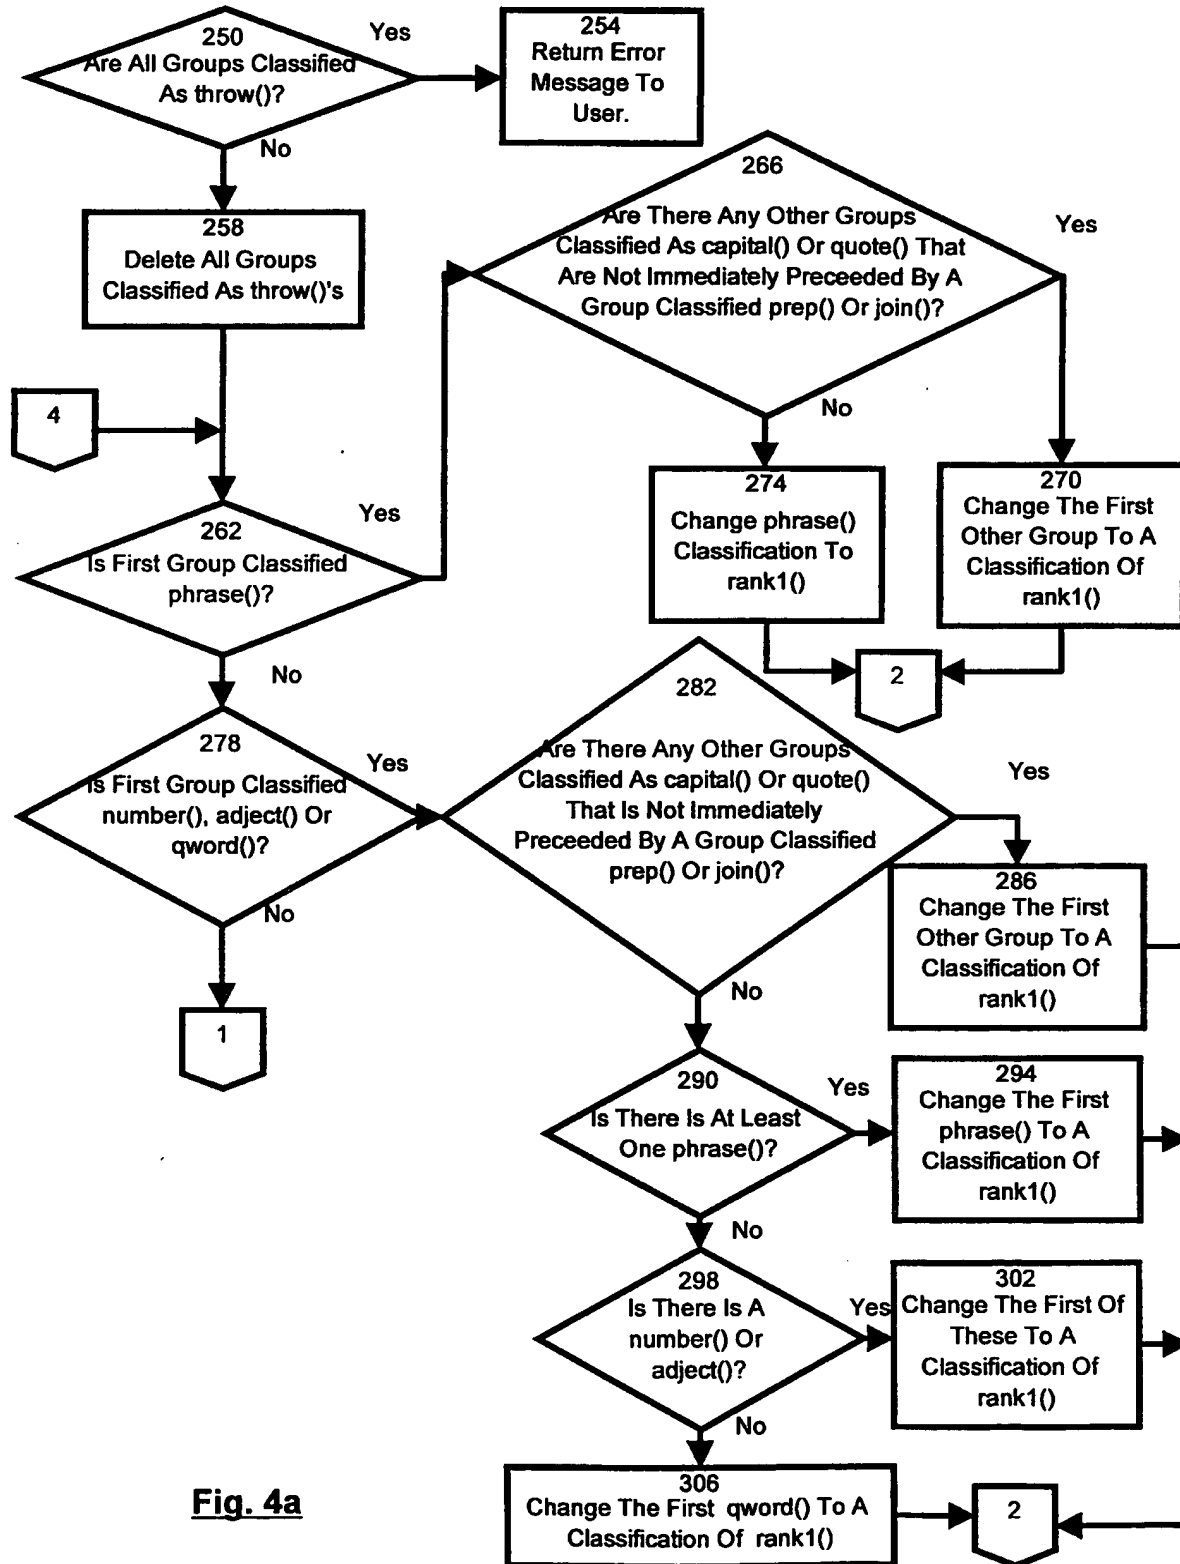 250
Are All Groups Classified
As throw()?
Yes
No
254
Return Error
Message To
User.
258
Delete All Groups
Classified As throw()'s
266
Are There Any Other Groups
Classified As capital() Or quote() That
Are Not Immediately Preceeded By A
Group Classified prep() Or join()?
Yes
No
4
262
Is First Group Classified
phrase()?
Yes
No
274
Change phrase()
Classification To
rank1()
270
Change The First
Other Group To A
Classification Of
rank1()
2
278
Is First Group Classified
number(), adject() Or
qword()?
Yes
No
282
Are There Any Other Groups
Classified As capital() Or quote()
That Is Not Immediately
Preceeded By A Group Classified
prep() Or join()?
Yes
No
286
Change The First
Other Group To A
Classification Of
rank1()
1
290
Is There Is At Least
One phrase()?
Yes
No
294
Change The First
phrase() To A
Classification Of
rank1()
298
Is There Is A
number() Or
adject()?
Yes
No
302
Change The First Of
These To A
Classification Of
rank1()
306
Change The First qword() To A
Classification Of rank1()
2
Fig. 4a